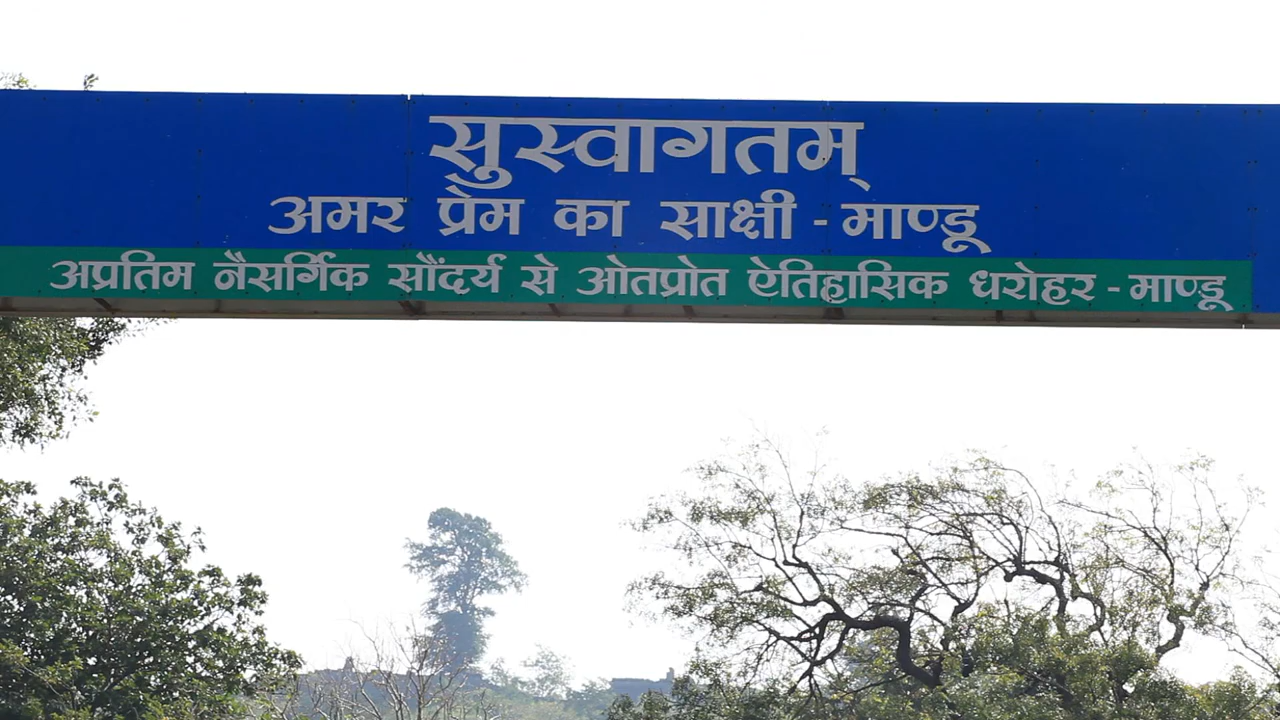 सुस्वागतम्
अमर प्रेम का साक्षी - माण्डू
अप्रतिम नैसर्गिक सौंदर्य से ओतप्रोत ऐतिहासिक धरोहर - माण्डू